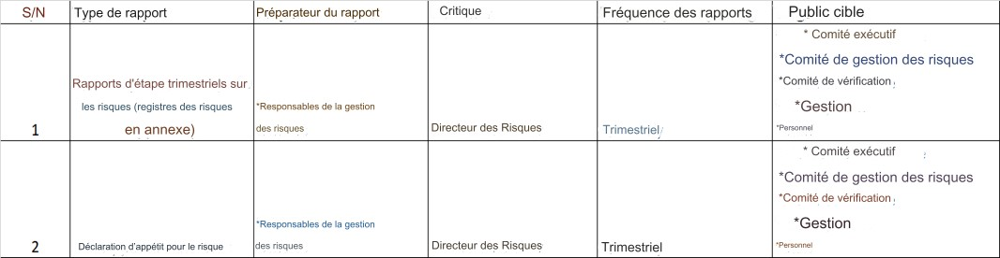 S/N Type de rapport Préparateur du rapport Critique Fréquence des rapports Public cible
* Comité exécutif
*Comité de gestion des risques
Rapports d'étape trimestriels sur *Comité de vérification
les risques (registres des risques *Responsables de la gestion *Gestion
1 en annexe) des risques Directeur des Risques Trimestriel *Personnel
* Comité exécutif
*Comité de gestion des risques
*Comité de vérification
*Responsables de la gestion *Gestion
2 Déclaration d'appétit pour le risque des risques Directeur des Risques Trimestriel *Personnel